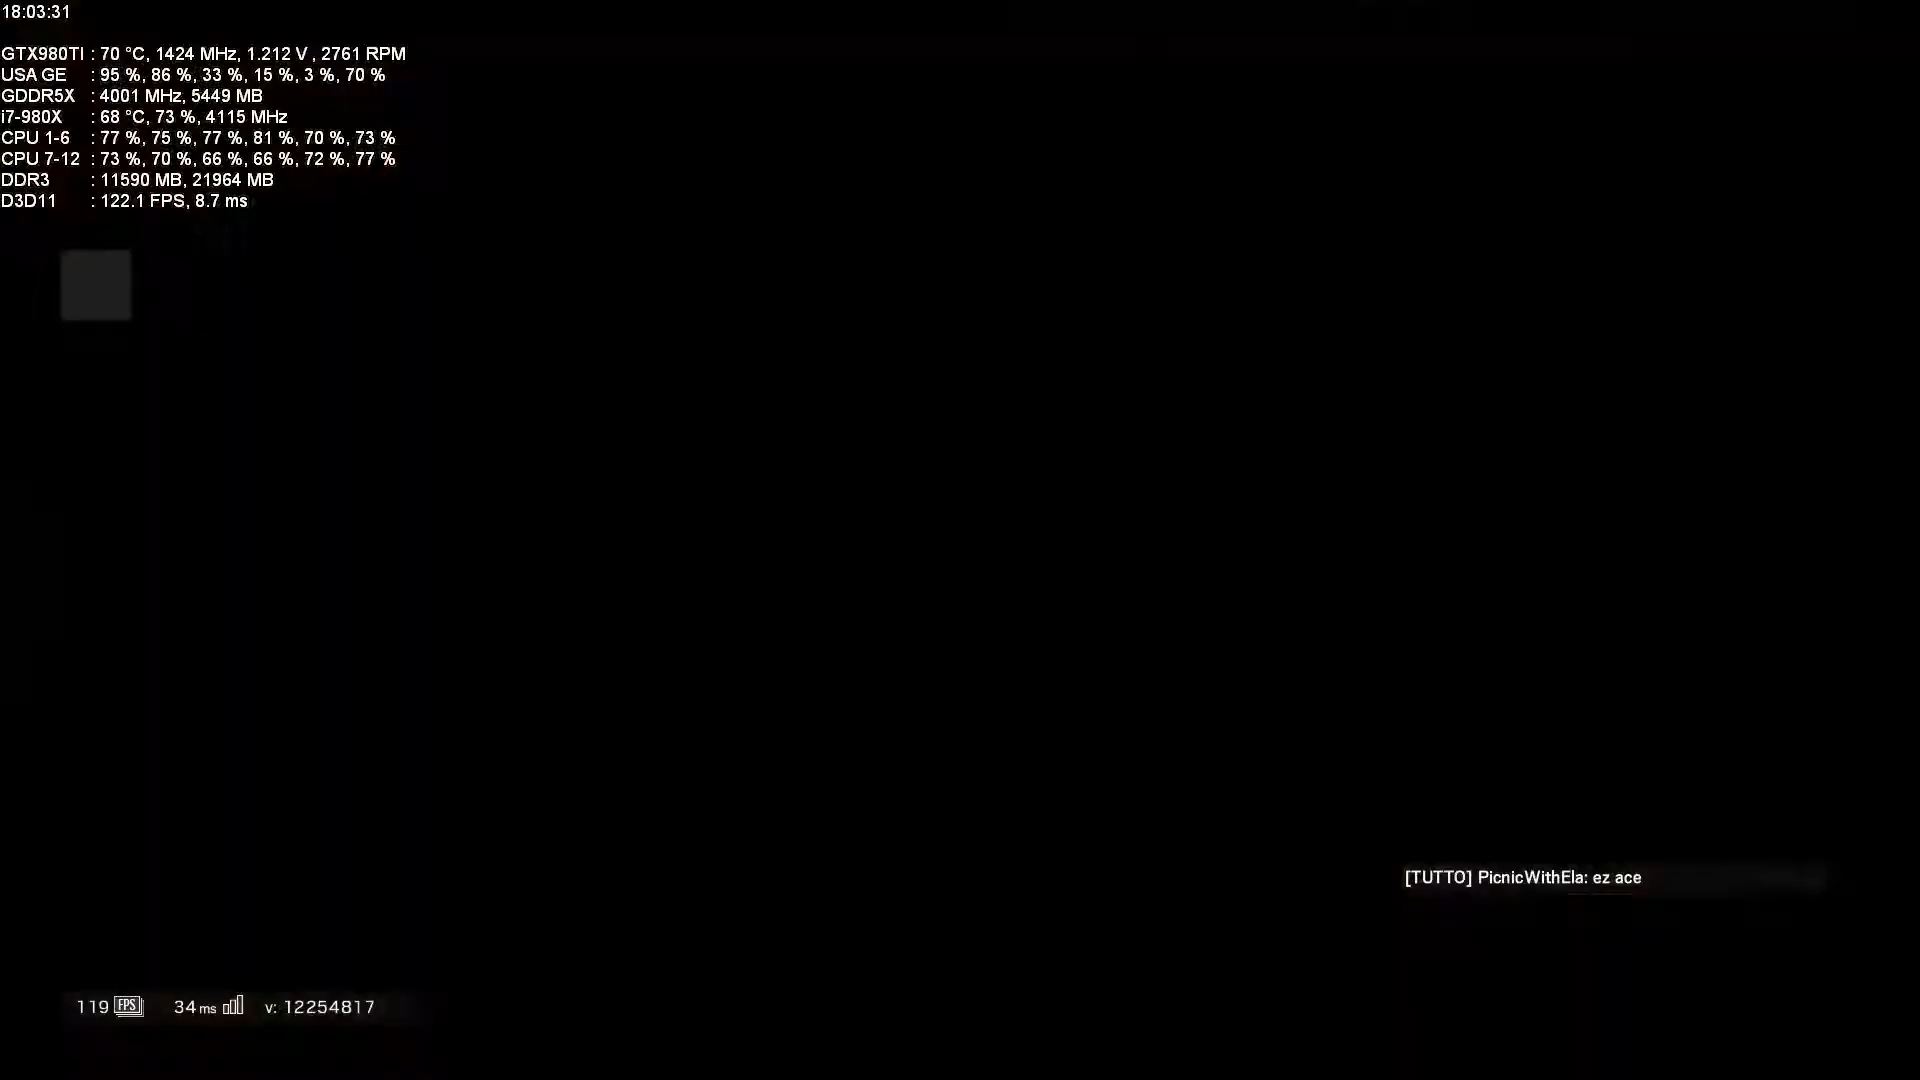 18:03:31
GTX980TI : 70 °C, 1424 MHz, 1.212 V , 2761 RPM
USA GE : 95 %, 86 %, 33 %, 15 %, 3 %, 70 %
GDDR5X : 4001 MHz, 5449 MB
i7-980X : 68 °C, 73 %, 4115 MHz
CPU 1-6 : 77 %, 75 %, 77 %, 81 %, 70 %, 73 %
CPU 7-12 : 73 %, 70 %, 66 %, 66 %, 72 %, 77 %
DDR3 : 11590 MB, 21964 MB
D3D11 : 122.1 FPS, 8.7 ms
[TUTTO] PicnicWithEla: ez ace
119 FPS 34 ms v: 12254817